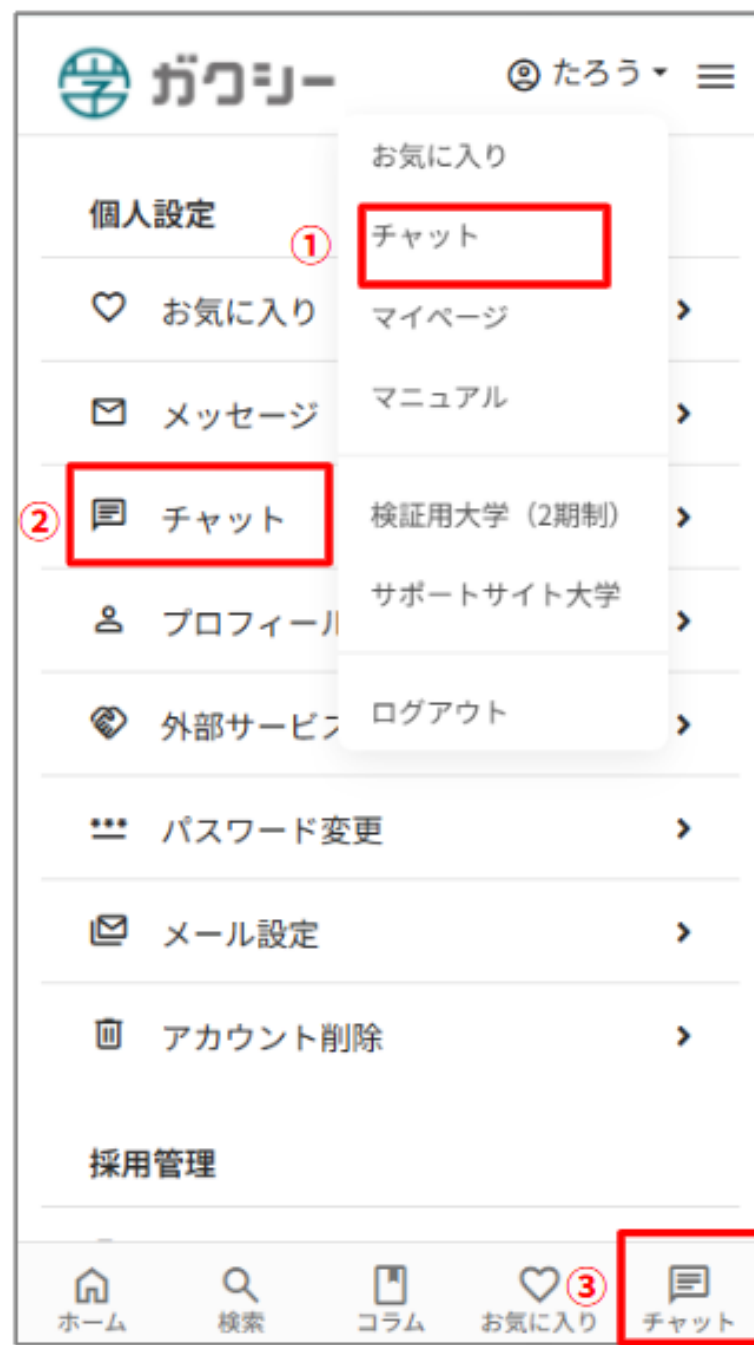 学 ガクシー
たろう
お気に入り
チャット
マイページ
マニュアル
検証用大学（2期制）
サポートサイト大学
ログアウト
個人設定
①
お気に入り
メッセージ
②
チャット
プロフィール
外部サービス
パスワード変更
メール設定
アカウント削除
採用管理
ホーム
検索
コラム
お気に入り
③
チャット